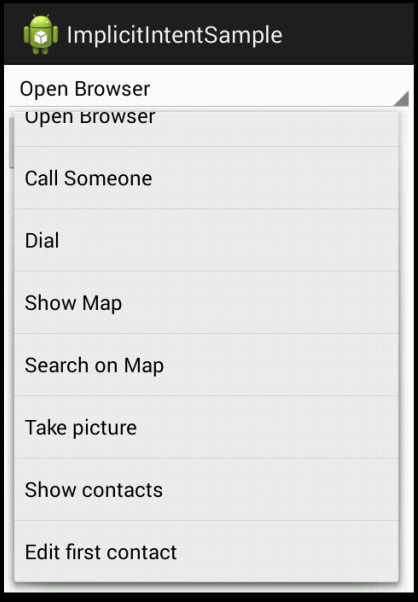 ImplicitIntentSample
Open Browser
Open Browser
Call Someone
Dial
Show Map
Search on Map
Take picture
Show contacts
Edit first contact